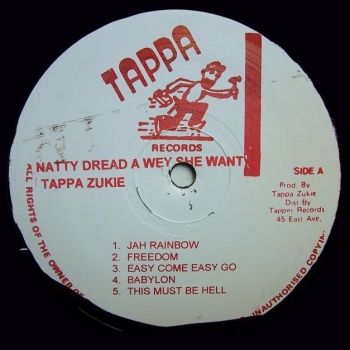 TAPPA
RECORDS
NATTY DREAD A WEY SHE WANT
TAPPA ZUKIE
SIDE A
Prod. By
Tappa Zukie
Dist By
Tapper Records
45 East Ave,
1. JAH RAINBOW
2. FREEDOM
3. EASY COME EASY GO
4. BABYLON
5. THIS MUST BE HELL
ALL RIGHTS OF THE OWNER OF
UNAUTHORISED COPYIN